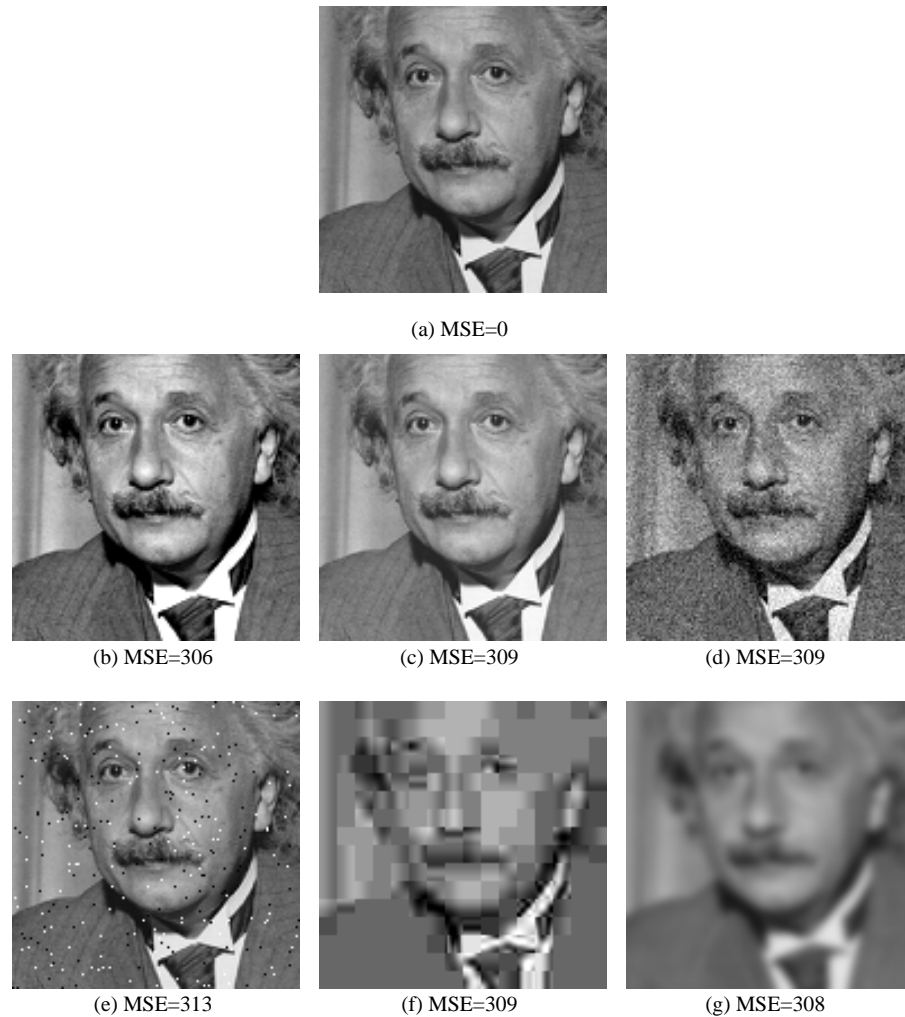 (a) MSE=0
(b) MSE=306
(c) MSE=309
(d) MSE=309
(e) MSE=313
(f) MSE=309
(g) MSE=308